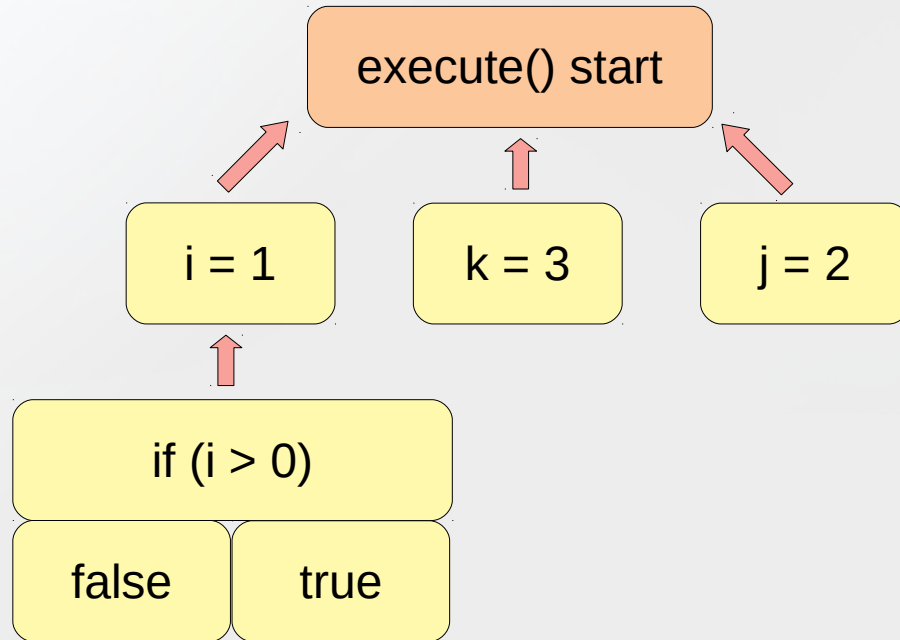 execute() start
i = 1
k = 3
j = 2
if (i > 0)
false
true